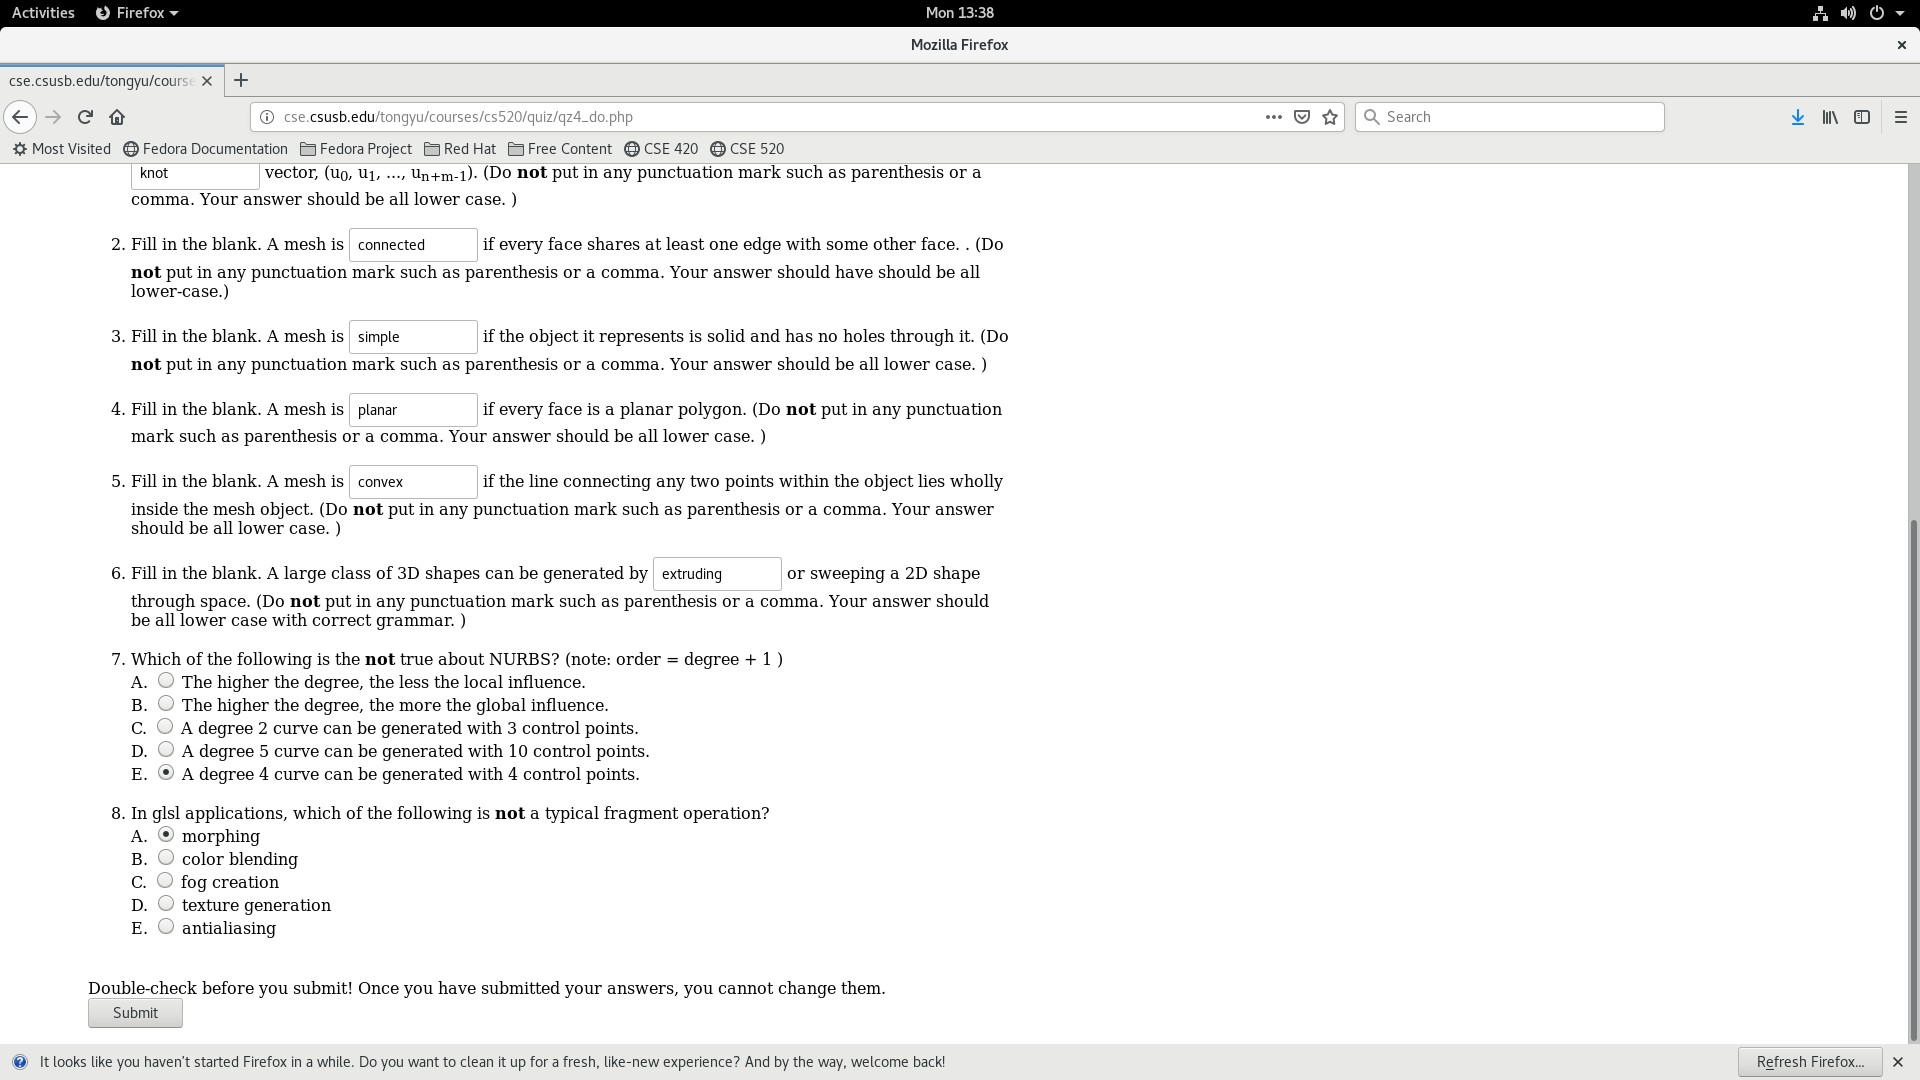 Activities Firefox Mon 13:38
Mozilla Firefox
cse.csusb.edu/tongyu/course
cse.csusb.edu/tongyu/courses/cs520/quiz/qz4_do.php Search
Most Visited Fedora Documentation Fedora Project Red Hat Free Content CSE 420 CSE 520
knot vector, (u0, u1, ..., un+m-1). (Do not put in any punctuation mark such as parenthesis or a
comma. Your answer should be all lower case. )
2. Fill in the blank. A mesh is connected if every face shares at least one edge with some other face. . (Do
not put in any punctuation mark such as parenthesis or a comma. Your answer should have should be all
lower-case.)
3. Fill in the blank. A mesh is simple if the object it represents is solid and has no holes through it. (Do
not put in any punctuation mark such as parenthesis or a comma. Your answer should be all lower case. )
4. Fill in the blank. A mesh is planar if every face is a planar polygon. (Do not put in any punctuation
mark such as parenthesis or a comma. Your answer should be all lower case. )
5. Fill in the blank. A mesh is convex if the line connecting any two points within the object lies wholly
inside the mesh object. (Do not put in any punctuation mark such as parenthesis or a comma. Your answer
should be all lower case. )
6. Fill in the blank. A large class of 3D shapes can be generated by extruding or sweeping a 2D shape
through space. (Do not put in any punctuation mark such as parenthesis or a comma. Your answer should
be all lower case with correct grammar. )
7. Which of the following is the not true about NURBS? (note: order = degree + 1 )
A. The higher the degree, the less the local influence.
B. The higher the degree, the more the global influence.
C. A degree 2 curve can be generated with 3 control points.
D. A degree 5 curve can be generated with 10 control points.
E. A degree 4 curve can be generated with 4 control points.
8. In glsl applications, which of the following is not a typical fragment operation?
A. morphing
B. color blending
C. fog creation
D. texture generation
E. antialiasing
Double-check before you submit! Once you have submitted your answers, you cannot change them.
Submit
It looks like you haven't started Firefox in a while. Do you want to clean it up for a fresh, like-new experience? And by the way, welcome back! Refresh Firefox...